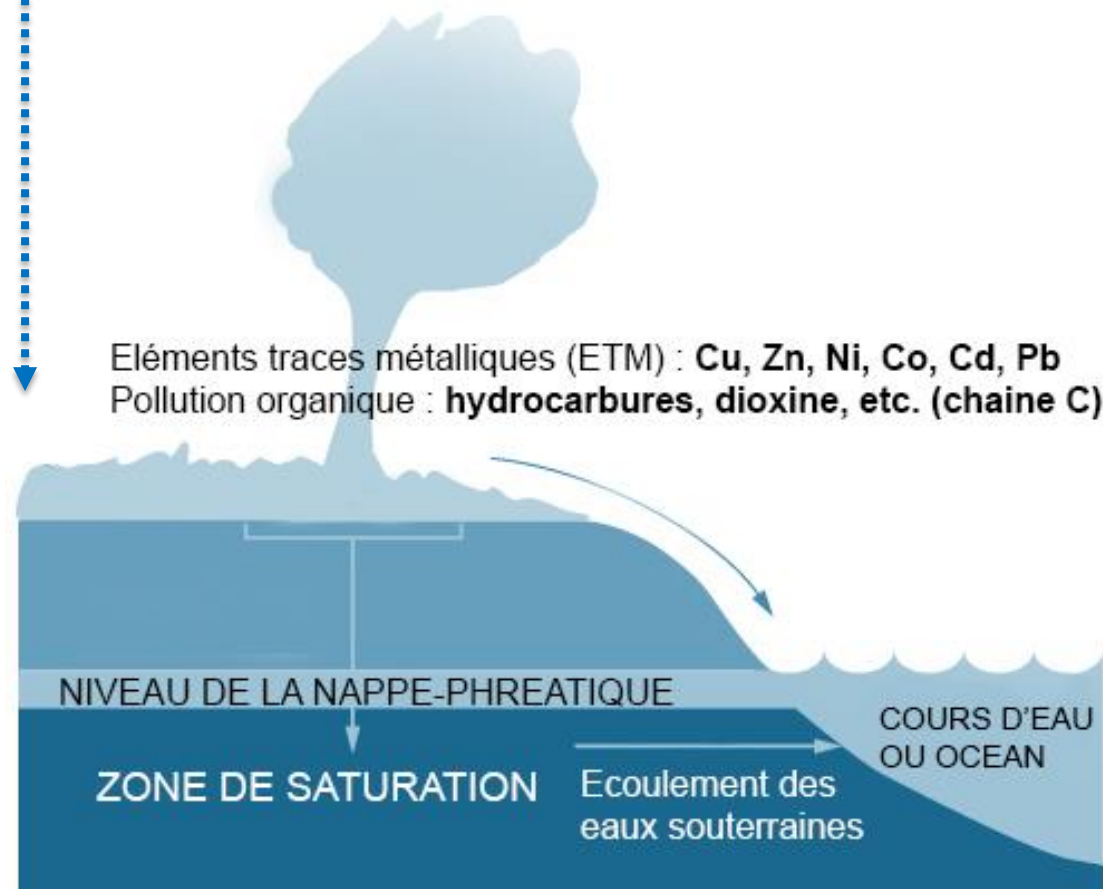 Eléments traces métalliques (ETM) : Cu, Zn, Ni, Co, Cd, Pb
Pollution organique : hydrocarbures, dioxine, etc. (chaine C)
NIVEAU DE LA NAPPE-PHREATIQUE
COURS D'EAU
OU OCEAN
ZONE DE SATURATION
Ecoulement des
eaux souterraines